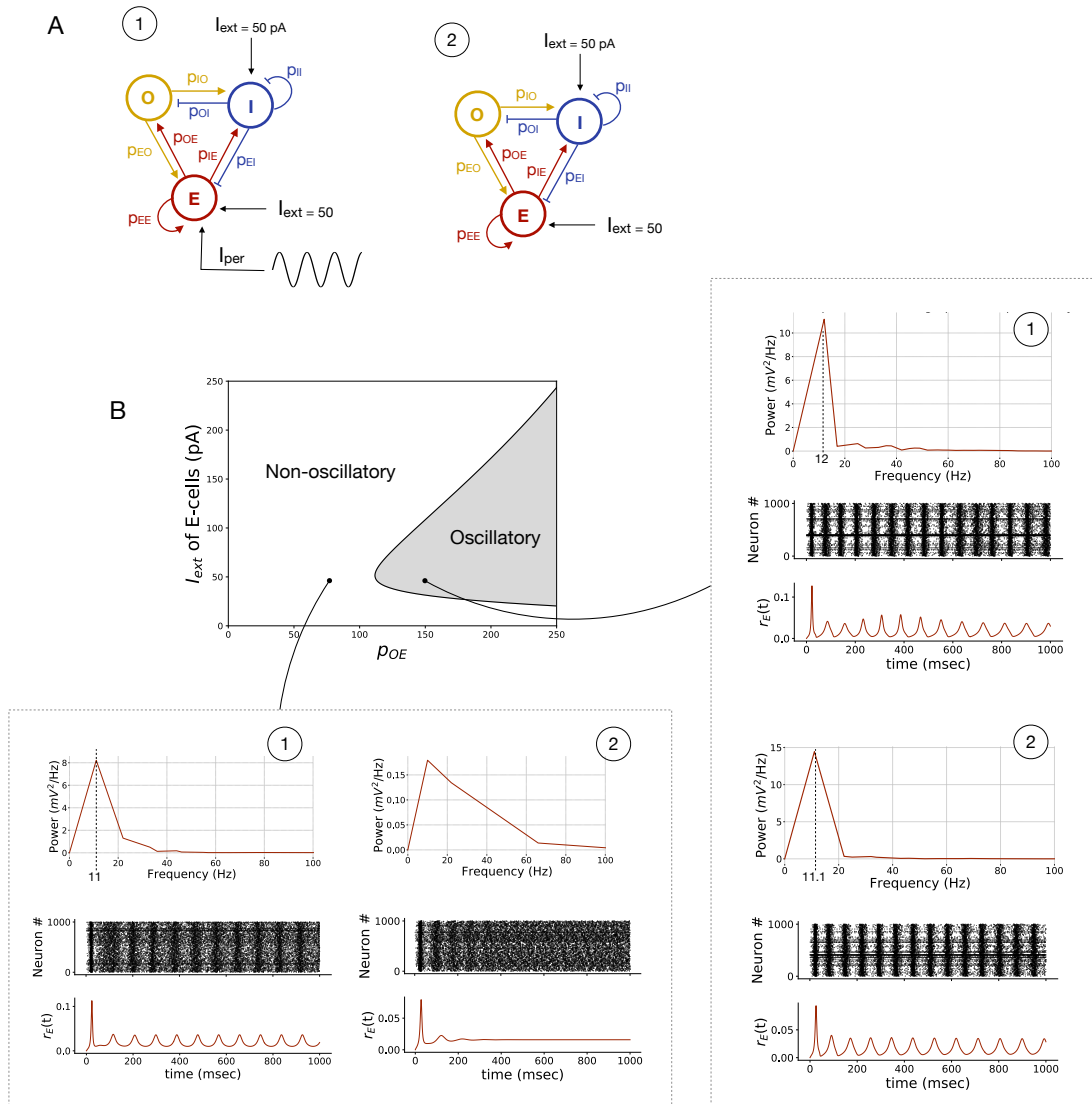 A
1
I_ext = 50 pA
O
p_IO
I
p_II
p_OI
p_OE
p_EO
p_IE
p_EI
E
p_EE
I_ext = 50
I_per
2
I_ext = 50 pA
O
p_IO
I
p_II
p_OI
p_OE
p_EO
p_IE
p_EI
E
p_EE
I_ext = 50
B
I_ext of E-cells (pA)
250
200
150
100
50
0
Non-oscillatory
Oscillatory
0 50 100 150 200 250
p_OE
1
Power (mV²/Hz)
10
8
6
4
2
0
0 12 20 40 60 80 100
Frequency (Hz)
Neuron #
1000
0
r_E(t)
0.1
0.0
0 200 400 600 800 1000
time (msec)
2
Power (mV²/Hz)
15
10
5
0
0 11.1 20 40 60 80 100
Frequency (Hz)
Neuron #
1000
0
r_E(t)
0.05
0.00
0 200 400 600 800 1000
time (msec)
1
Power (mV²/Hz)
8
6
4
2
0
0 11 20 40 60 80 100
Frequency (Hz)
Neuron #
1000
0
r_E(t)
0.1
0.0
0 200 400 600 800 1000
time (msec)
2
Power (mV²/Hz)
0.15
0.10
0.05
0.00
0 20 40 60 80 100
Frequency (Hz)
Neuron #
1000
0
r_E(t)
0.05
0.00
0 200 400 600 800 1000
time (msec)